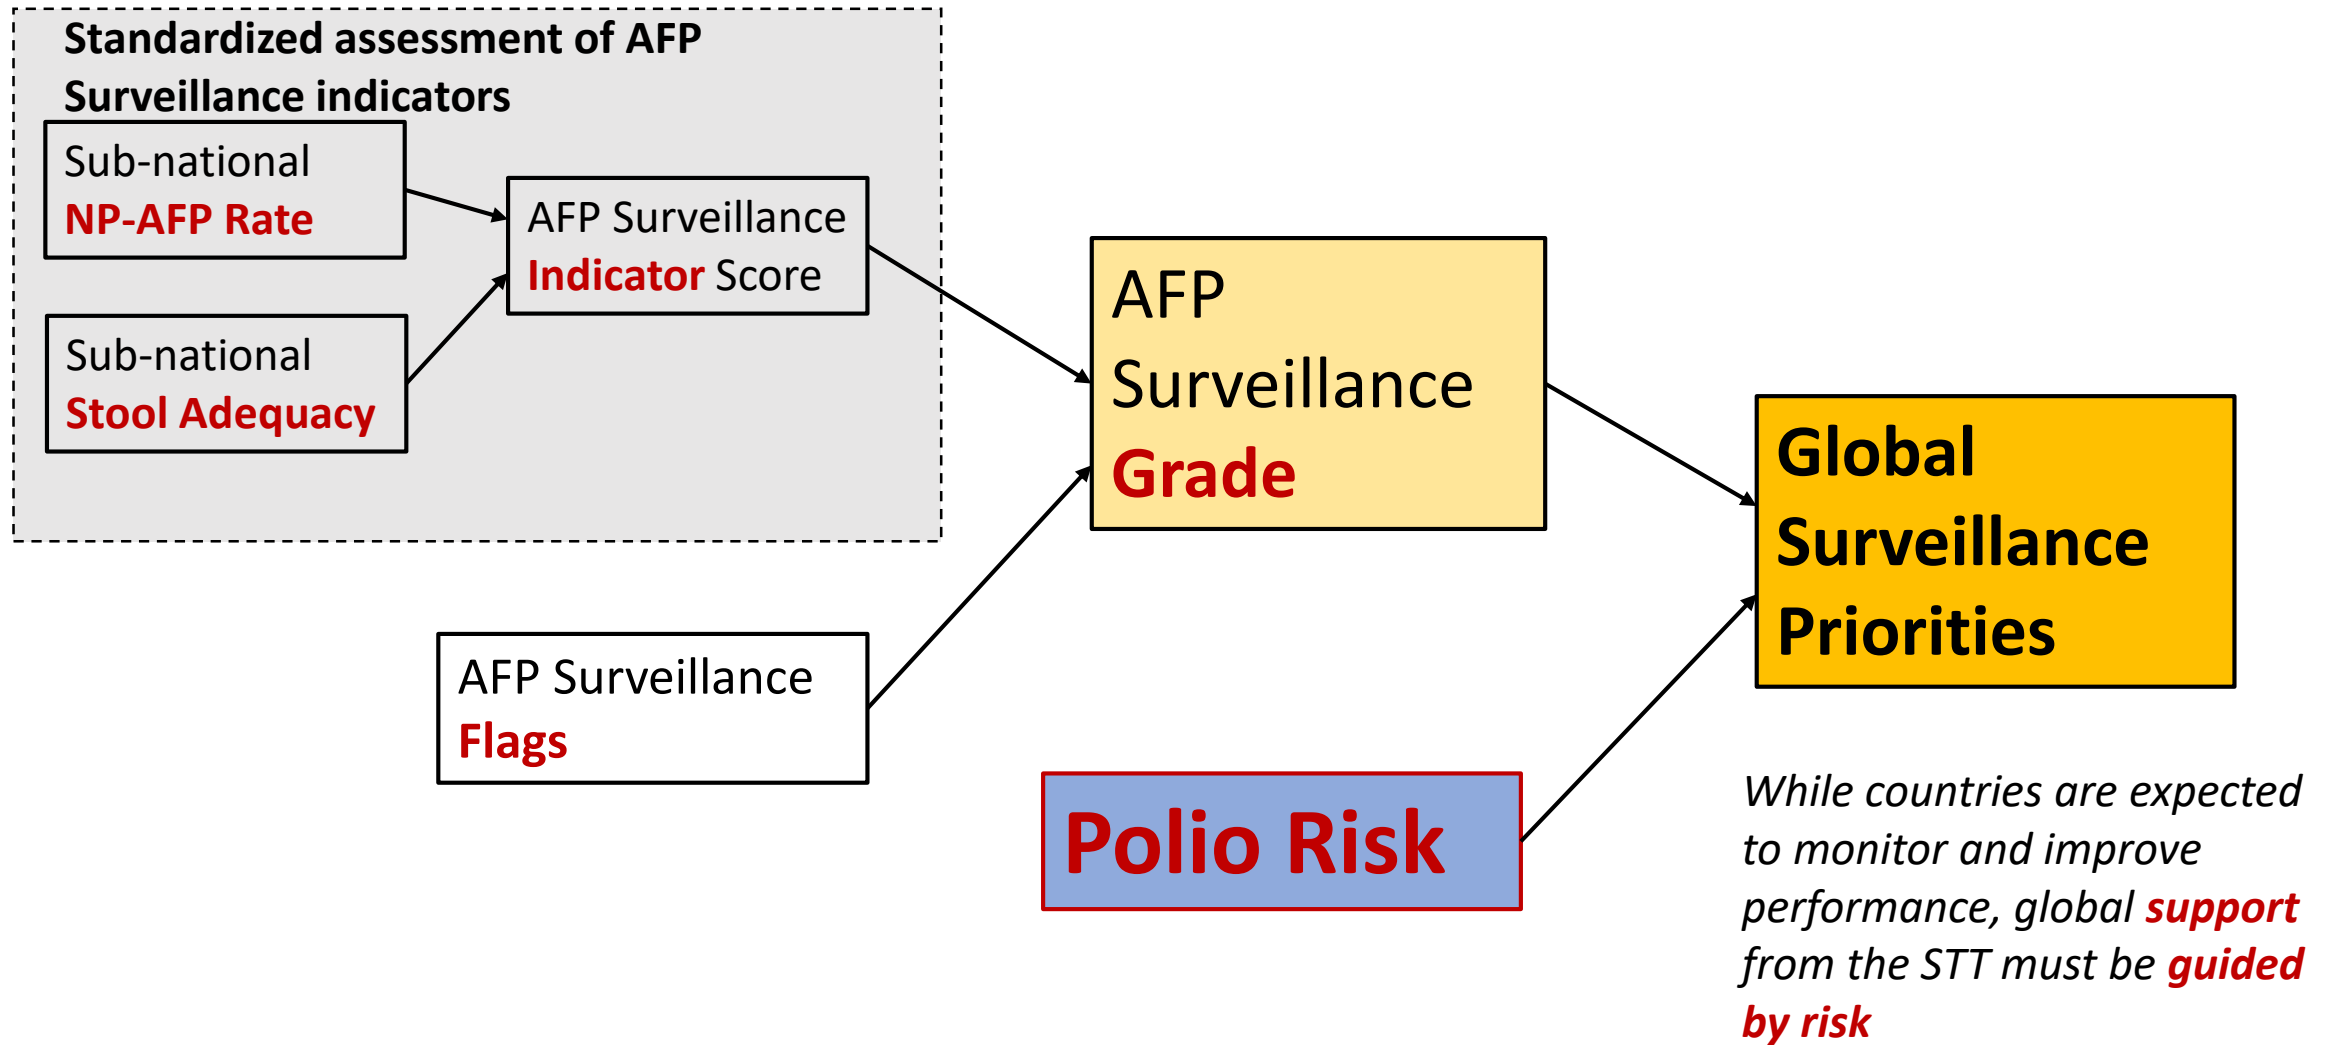 Standardized assessment of AFP
Surveillance indicators
Sub-national
NP-AFP Rate
Sub-national
Stool Adequacy
AFP Surveillance
Indicator Score
AFP Surveillance
Flags
AFP
Surveillance
Grade
Polio Risk
Global
Surveillance
Priorities
While countries are expected
to monitor and improve
performance, global support
from the STT must be guided
by risk